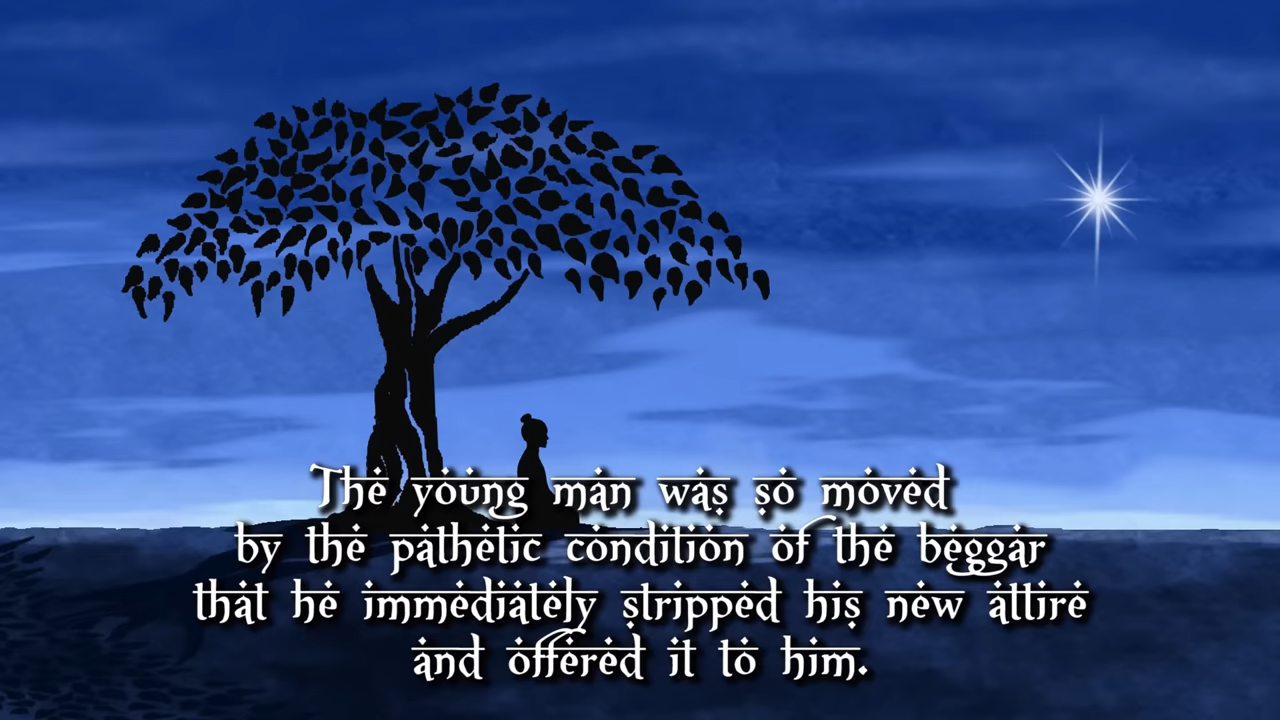 The young man was so moved
by the pathetic condition of the beggar
that he immediately stripped his new attire
and offered it to him.